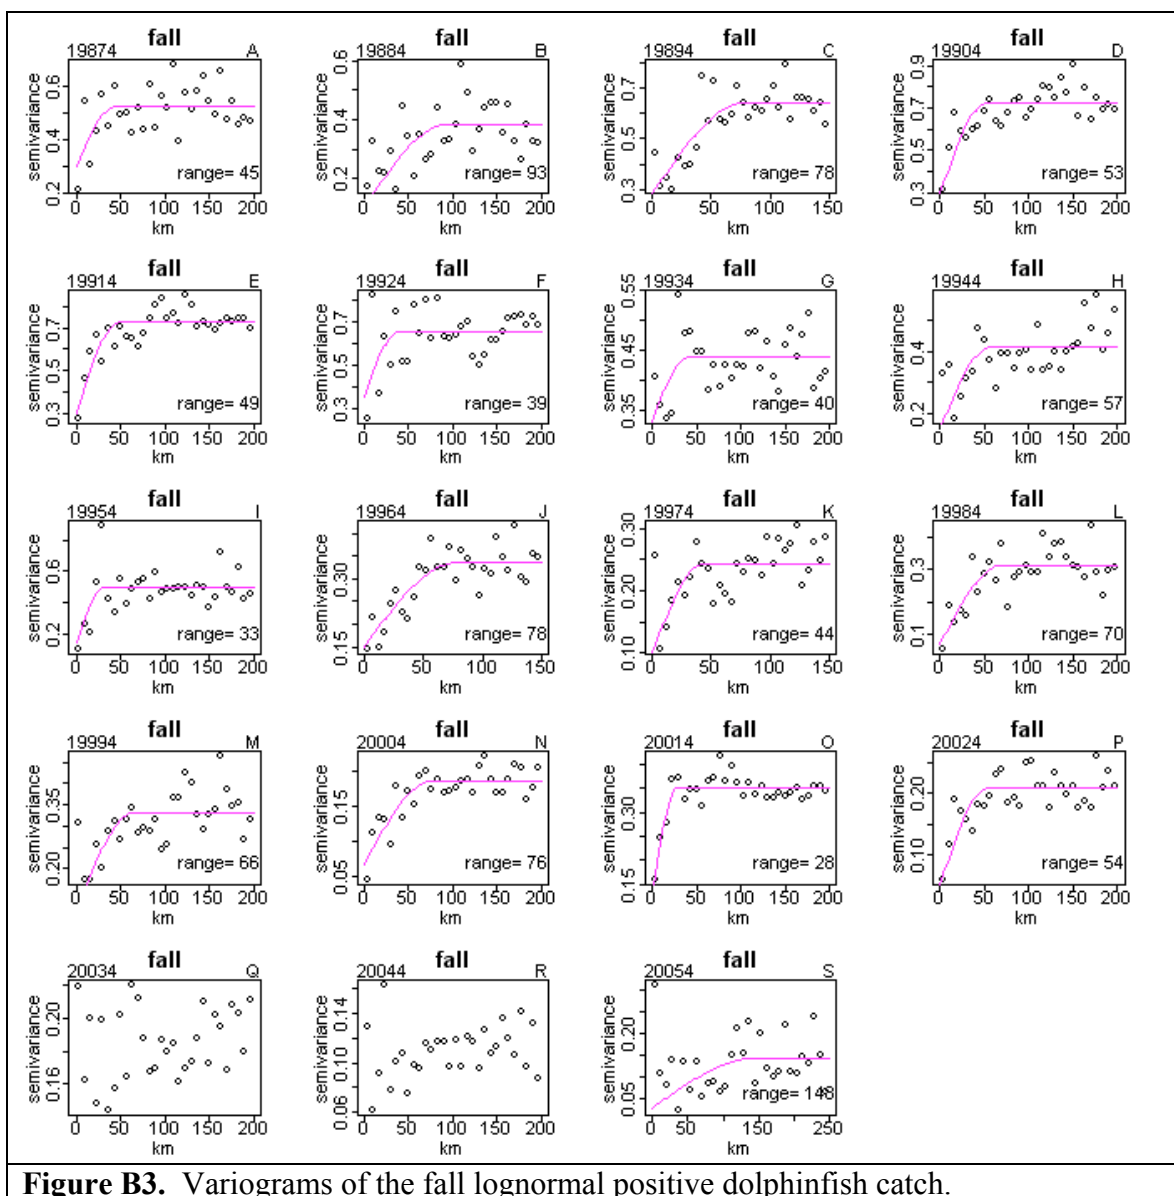 fall fall fall fall
19874 A 19884 B 19894 C 19904 D
semivariance 0.2 0.4 0.6 range= 45 0 50 100 150 200 km
semivariance 0.2 0.4 0.6 range= 93 0 50 100 150 200 km
semivariance 0.3 0.5 0.7 range= 78 0 50 100 150 km
semivariance 0.3 0.5 0.7 0.9 range= 53 0 50 100 150 200 km
fall fall fall fall
19914 E 19924 F 19934 G 19944 H
semivariance 0.3 0.5 0.7 range= 49 0 50 100 150 200 km
semivariance 0.3 0.5 0.7 range= 39 0 50 100 150 200 km
semivariance 0.35 0.45 0.55 range= 40 0 50 100 150 200 km
semivariance 0.2 0.4 range= 57 0 50 100 150 200 km
fall fall fall fall
19954 I 19964 J 19974 K 19984 L
semivariance 0.2 0.6 range= 33 0 50 100 150 200 km
semivariance 0.15 0.30 range= 78 0 50 100 150 km
semivariance 0.10 0.20 0.30 range= 44 0 50 100 150 km
semivariance 0.1 0.3 range= 70 0 50 100 150 200 km
fall fall fall fall
19994 M 20004 N 20014 O 20024 P
semivariance 0.20 0.35 range= 66 0 50 100 150 200 km
semivariance 0.05 0.15 range= 76 0 50 100 150 200 km
semivariance 0.15 0.30 range= 28 0 50 100 150 200 km
semivariance 0.10 0.20 range= 54 0 50 100 150 200 km
fall fall fall
20034 Q 20044 R 20054 S
semivariance 0.16 0.20 0 50 100 150 200 km
semivariance 0.06 0.10 0.14 0 50 100 150 200 km
semivariance 0.05 0.20 range= 148 0 50 100 150 200 250 km
Figure B3. Variograms of the fall lognormal positive dolphinfish catch.